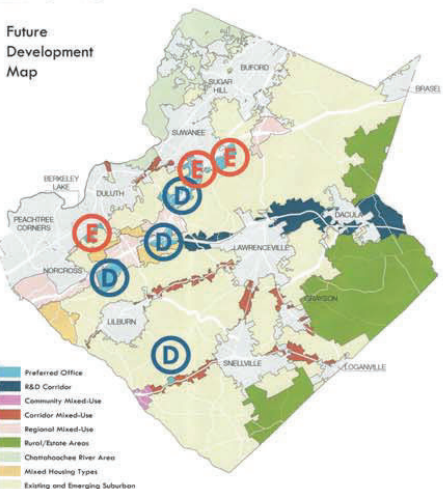 Future
Development
Map
BUFORD
SUGAR
HILL
BRASEL
SUWANEE
E
E
BERKELEY
LAKE
DULUTH
D
PEACHTREE
CORNERS
E
D
DACULA
LAWRENCEVILLE
NORCROSS
D
GRAYSON
LILBURN
D
SNELLVILLE
LOGANVILLE
Preferred Office
R&D Corridor
Community Mixed-Use
Corridor Mixed-Use
Regional Mixed-Use
Rural/Estate Areas
Chattahoochee River Area
Mixed Housing Types
Existing and Emerging Suburban